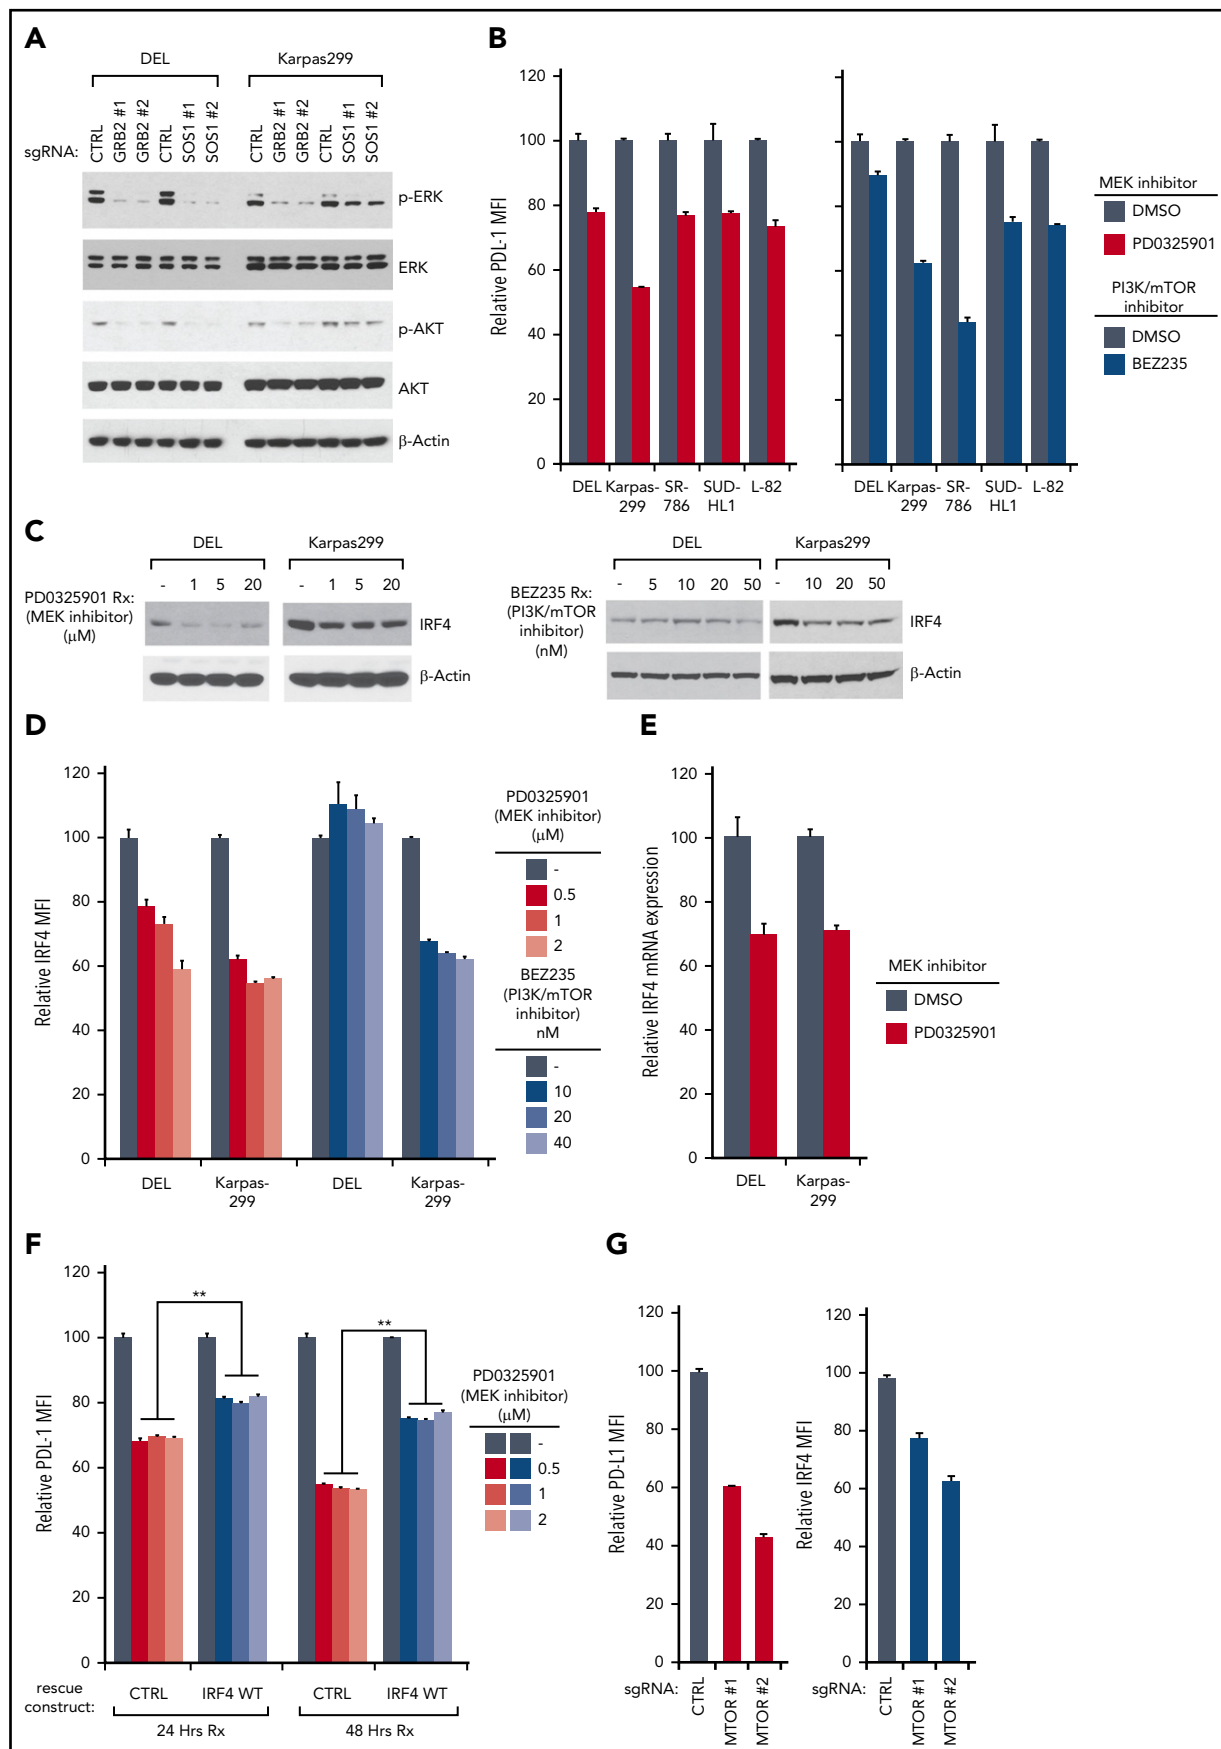 A
DEL
Karpas299
sgRNA:
CTRL
GRB2 #1
GRB2 #2
CTRL
SOS1 #1
SOS1 #2
CTRL
GRB2 #1
GRB2 #2
CTRL
SOS1 #1
SOS1 #2
p-ERK
ERK
p-AKT
AKT
β-Actin
B
Relative PDL-1 MFI
120
100
80
60
40
20
0
DEL
Karpas-299
SR-786
SUD-HL1
L-82
DEL
Karpas-299
SR-786
SUD-HL1
L-82
MEK inhibitor
DMSO
PD0325901
PI3K/mTOR
inhibitor
DMSO
BEZ235
C
DEL
Karpas299
PD0325901 Rx:
(MEK inhibitor)
(μM)
- 1 5 20
- 1 5 20
IRF4
β-Actin
DEL
Karpas299
BEZ235 Rx:
(PI3K/mTOR
inhibitor)
(nM)
- 5 10 20 50
- 10 20 50
IRF4
β-Actin
D
Relative IRF4 MFI
120
100
80
60
40
20
0
DEL
Karpas-
299
DEL
Karpas-
299
PD0325901
(MEK inhibitor)
(μM)
-
0.5
1
2
BEZ235
(PI3K/mTOR
inhibitor)
nM
-
10
20
40
E
Relative IRF4 mRNA expression
120
100
80
60
40
20
0
DEL
Karpas-
299
MEK inhibitor
DMSO
PD0325901
F
Relative PDL-1 MFI
120
100
80
60
40
20
0
**
**
rescue
construct:
CTRL
IRF4 WT
CTRL
IRF4 WT
24 Hrs Rx
48 Hrs Rx
PD0325901
(MEK inhibitor)
(μM)
-
0.5
1
2
G
Relative PD-L1 MFI
120
100
80
60
40
20
0
sgRNA:
CTRL
MTOR #1
MTOR #2
Relative IRF4 MFI
120
100
80
60
40
20
0
sgRNA:
CTRL
MTOR #1
MTOR #2